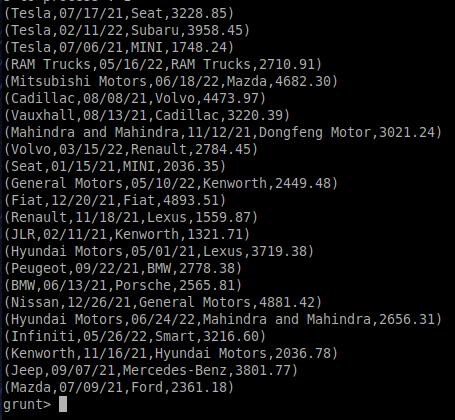 (Tesla,07/17/21,Seat,3228.85)
(Tesla,02/11/22,Subaru,3958.45)
(Tesla,07/06/21,MINI,1748.24)
(RAM Trucks,05/16/22,RAM Trucks,2710.91)
(Mitsubishi Motors,06/18/22,Mazda,4682.30)
(Cadillac,08/08/21,Volvo,4473.97)
(Vauxhall,08/13/21,Cadillac,3220.39)
(Mahindra and Mahindra,11/12/21,Dongfeng Motor,3021.24)
(Volvo,03/15/22,Renault,2784.45)
(Seat,01/15/21,MINI,2036.35)
(General Motors,05/10/22,Kenworth,2449.48)
(Fiat,12/20/21,Fiat,4893.51)
(Renault,11/18/21,Lexus,1559.87)
(JLR,02/11/21,Kenworth,1321.71)
(Hyundai Motors,05/01/21,Lexus,3719.38)
(Peugeot,09/22/21,BMW,2778.38)
(BMW,06/13/21,Porsche,2565.81)
(Nissan,12/26/21,General Motors,4881.42)
(Hyundai Motors,06/24/22,Mahindra and Mahindra,2656.31)
(Infiniti,05/26/22,Smart,3216.60)
(Kenworth,11/16/21,Hyundai Motors,2036.78)
(Jeep,09/07/21,Mercedes-Benz,3801.77)
(Mazda,07/09/21,Ford,2361.18)
grunt>